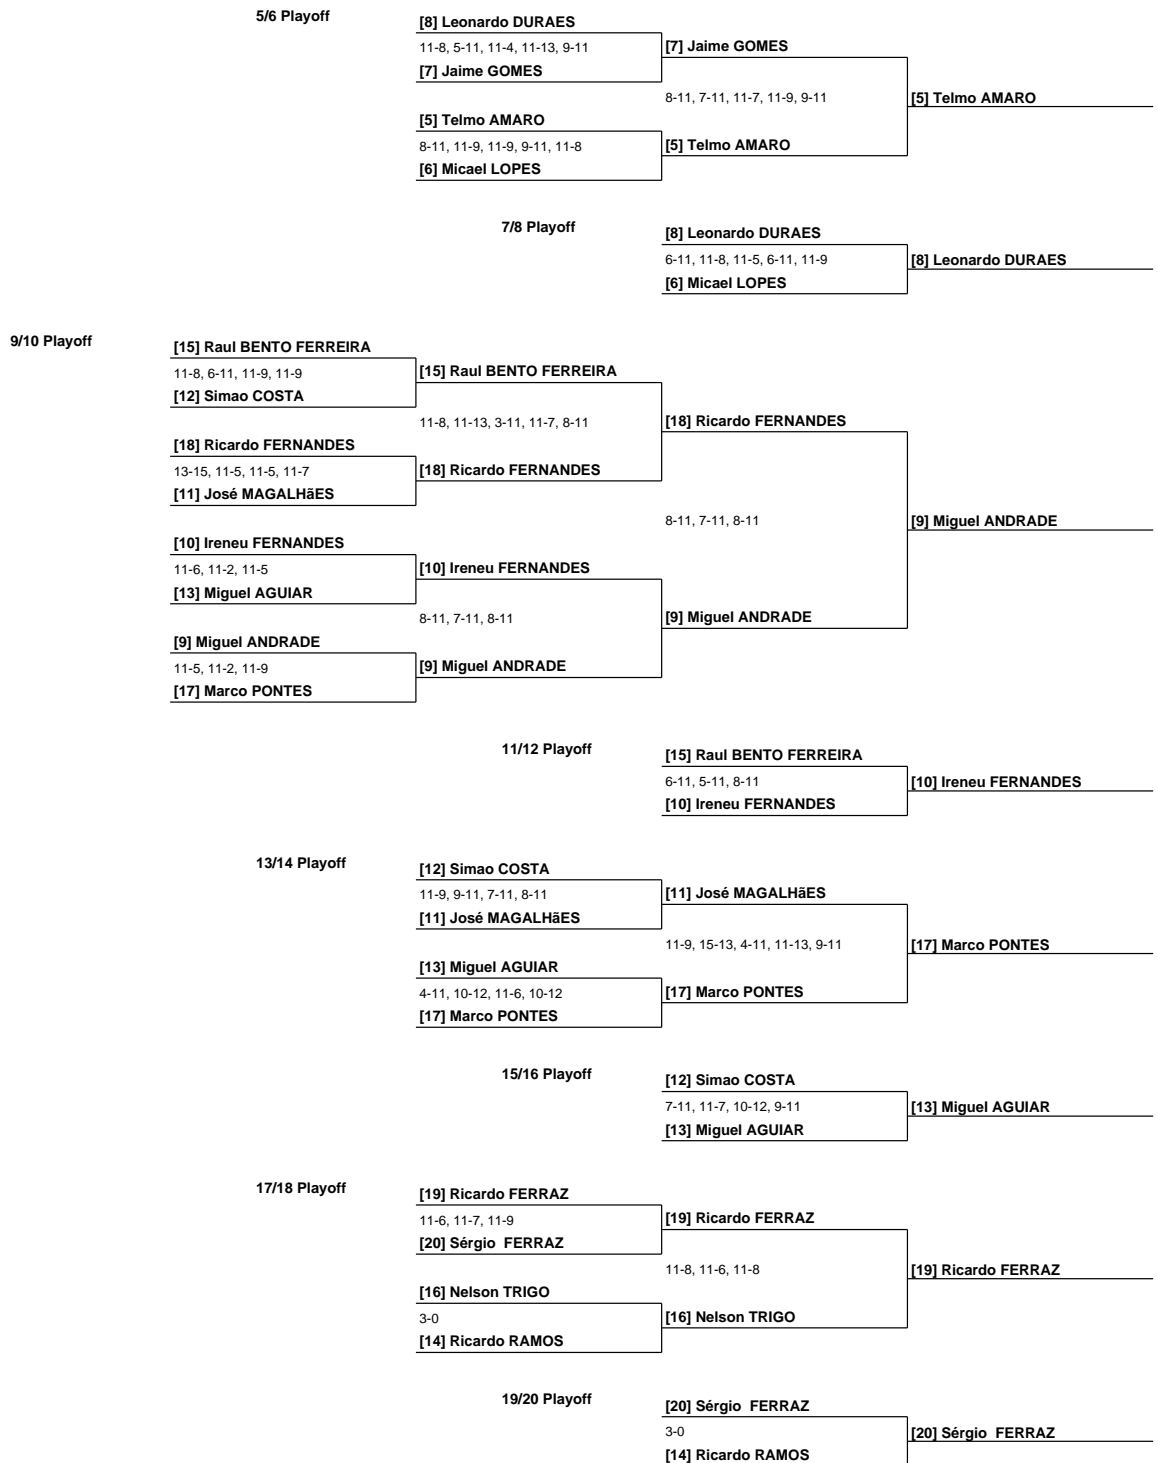 5/6 Playoff
[8] Leonardo DURAES
11-8, 5-11, 11-4, 11-13, 9-11
[7] Jaime GOMES
[7] Jaime GOMES
8-11, 7-11, 11-7, 11-9, 9-11
[5] Telmo AMARO
[5] Telmo AMARO
8-11, 11-9, 11-9, 9-11, 11-8
[5] Telmo AMARO
[6] Micael LOPES
7/8 Playoff
[8] Leonardo DURAES
6-11, 11-8, 11-5, 6-11, 11-9
[8] Leonardo DURAES
[6] Micael LOPES
9/10 Playoff
[15] Raul BENTO FERREIRA
11-8, 6-11, 11-9, 11-9
[15] Raul BENTO FERREIRA
[12] Simao COSTA
11-8, 11-13, 3-11, 11-7, 8-11
[18] Ricardo FERNANDES
[18] Ricardo FERNANDES
13-15, 11-5, 11-5, 11-7
[18] Ricardo FERNANDES
[11] José MAGALHãES
8-11, 7-11, 8-11
[9] Miguel ANDRADE
[10] Ireneu FERNANDES
11-6, 11-2, 11-5
[10] Ireneu FERNANDES
[13] Miguel AGUIAR
8-11, 7-11, 8-11
[9] Miguel ANDRADE
[9] Miguel ANDRADE
11-5, 11-2, 11-9
[9] Miguel ANDRADE
[17] Marco PONTES
11/12 Playoff
[15] Raul BENTO FERREIRA
6-11, 5-11, 8-11
[10] Ireneu FERNANDES
[10] Ireneu FERNANDES
13/14 Playoff
[12] Simao COSTA
11-9, 9-11, 7-11, 8-11
[11] José MAGALHãES
[11] José MAGALHãES
11-9, 15-13, 4-11, 11-13, 9-11
[17] Marco PONTES
[13] Miguel AGUIAR
4-11, 10-12, 11-6, 10-12
[17] Marco PONTES
[17] Marco PONTES
15/16 Playoff
[12] Simao COSTA
7-11, 11-7, 10-12, 9-11
[13] Miguel AGUIAR
[13] Miguel AGUIAR
17/18 Playoff
[19] Ricardo FERRAZ
11-6, 11-7, 11-9
[19] Ricardo FERRAZ
[20] Sérgio  FERRAZ
11-8, 11-6, 11-8
[19] Ricardo FERRAZ
[16] Nelson TRIGO
3-0
[16] Nelson TRIGO
[14] Ricardo RAMOS
19/20 Playoff
[20] Sérgio  FERRAZ
3-0
[20] Sérgio  FERRAZ
[14] Ricardo RAMOS